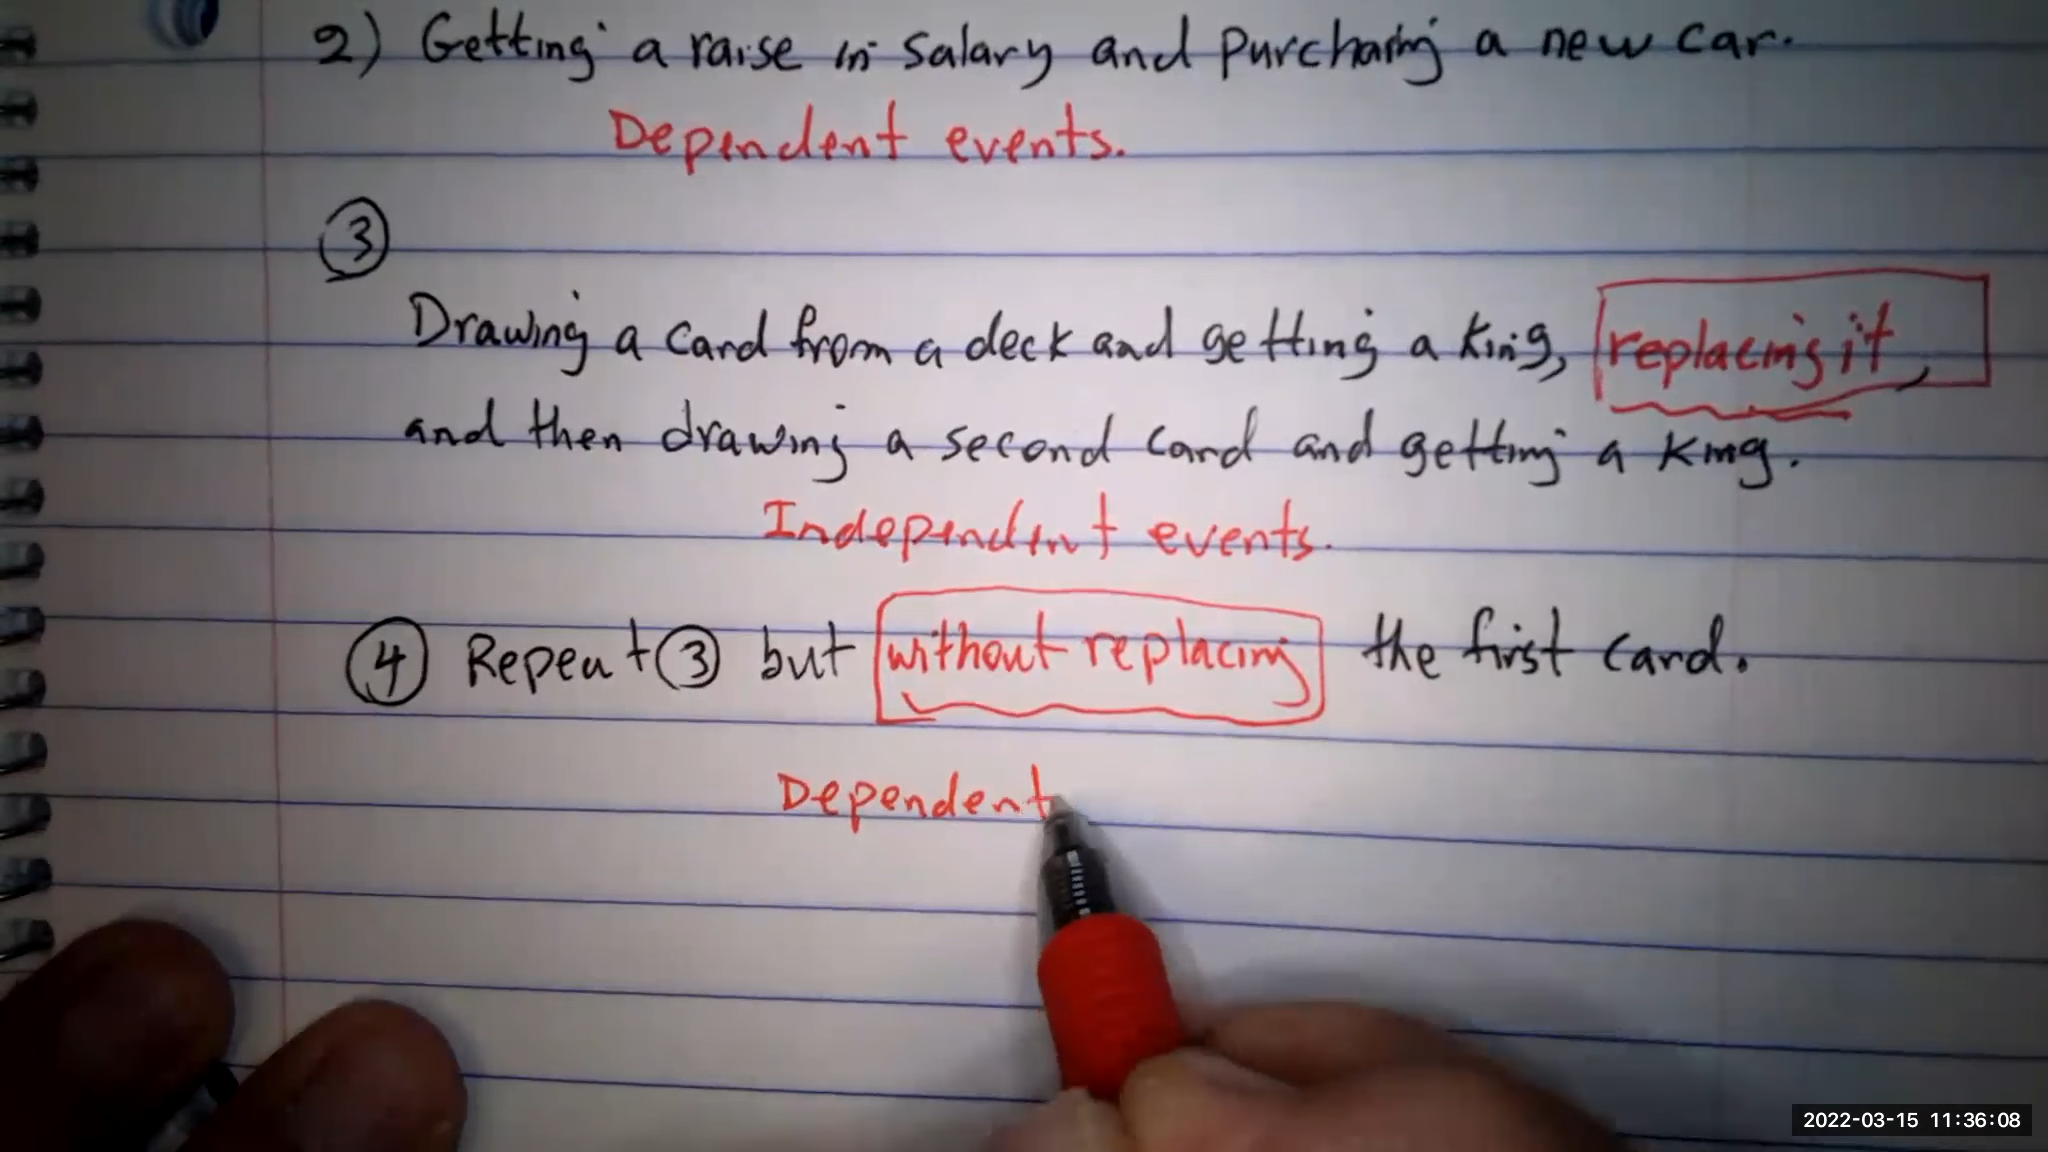 2) Getting a raise in salary and purchasing a new car.
Dependent events.
3
Drawing a card from a deck and getting a King, replacing it,
and then drawing a second card and getting a King.
Independent events.
4 Repeat 3 but without replacing the first card.
Dependent
2022-03-15 11:36:08